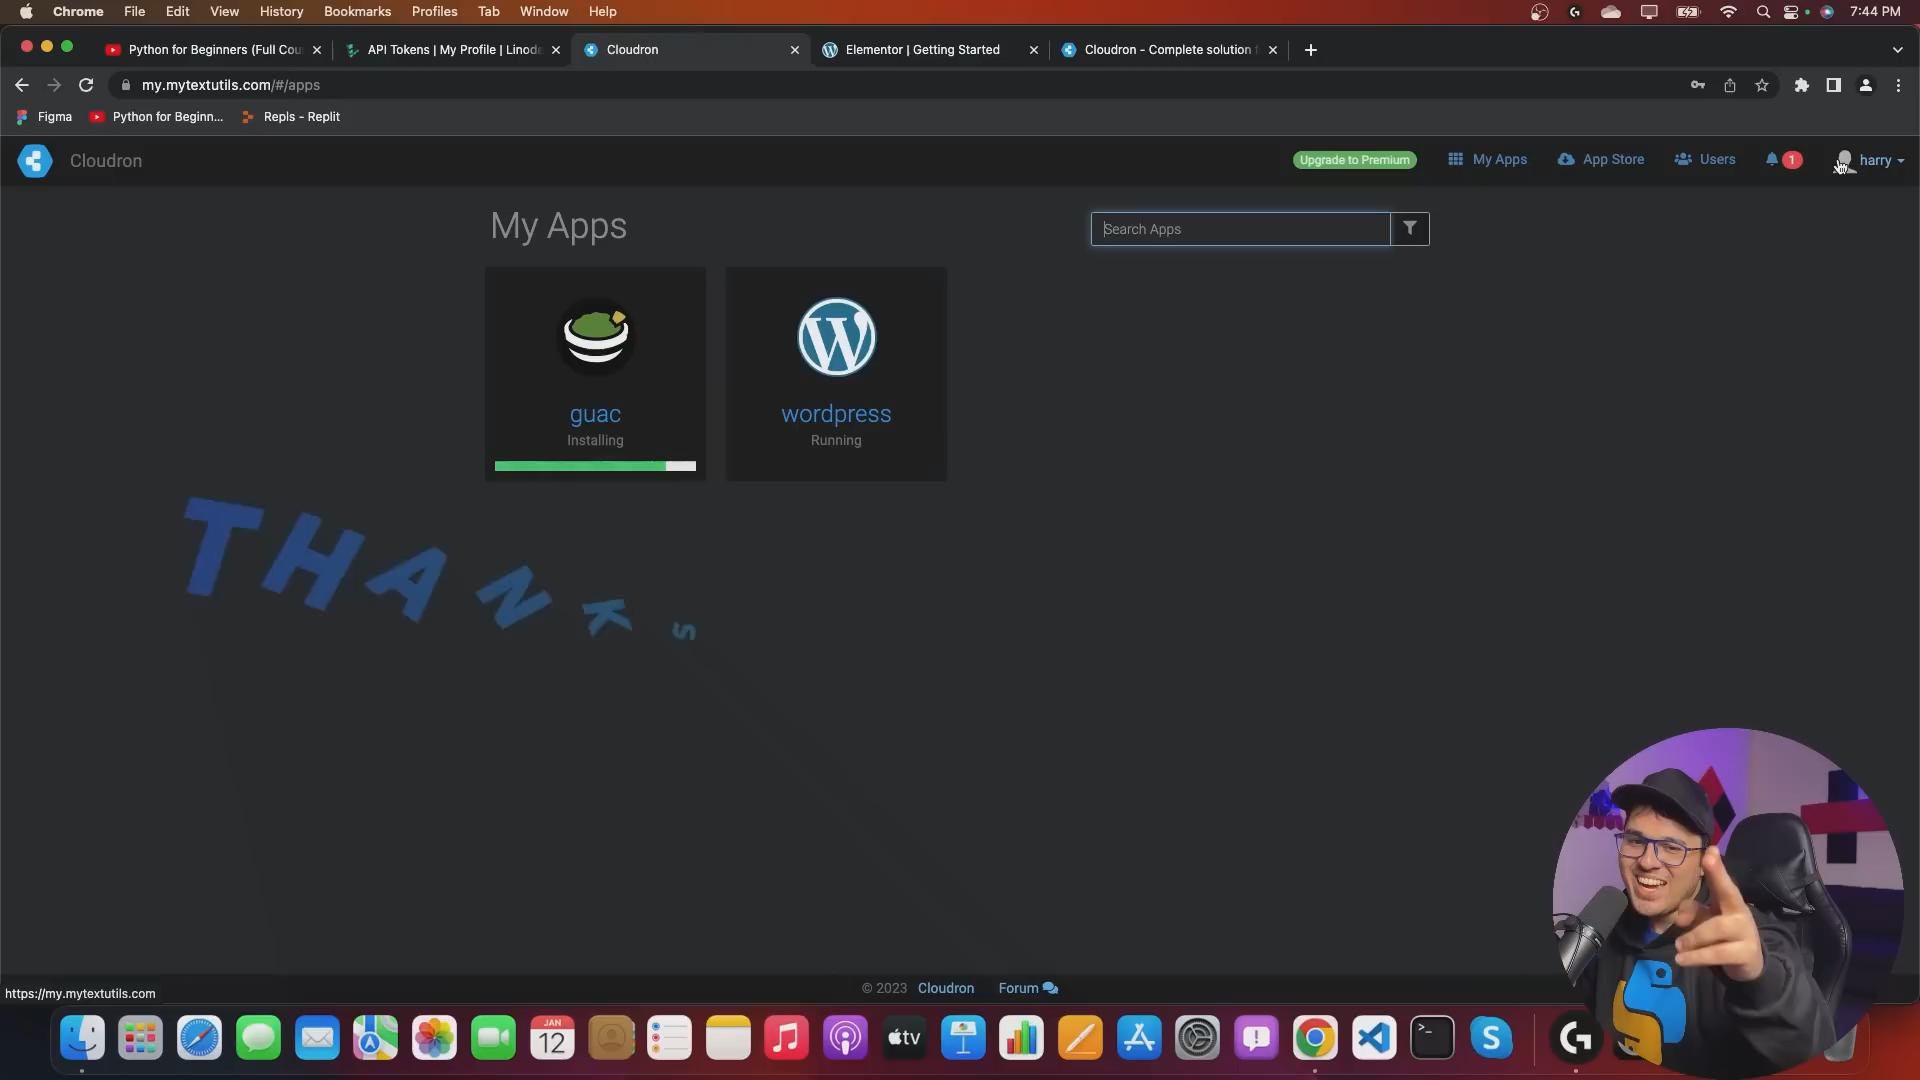 Chrome File Edit View History Bookmarks Profiles Tab Window Help 7:44 PM
Python for Beginners (Full Cou API Tokens | My Profile | Linode Cloudron Elementor | Getting Started Cloudron - Complete solution f
my.mytextutils.com/#/apps
Figma Python for Beginn... Repls - Replit
Cloudron Upgrade to Premium My Apps App Store Users 1 harry
My Apps Search Apps
guac wordpress
Installing Running
THANKS
© 2023 Cloudron Forum
https://my.mytextutils.com
JAN
12
tv